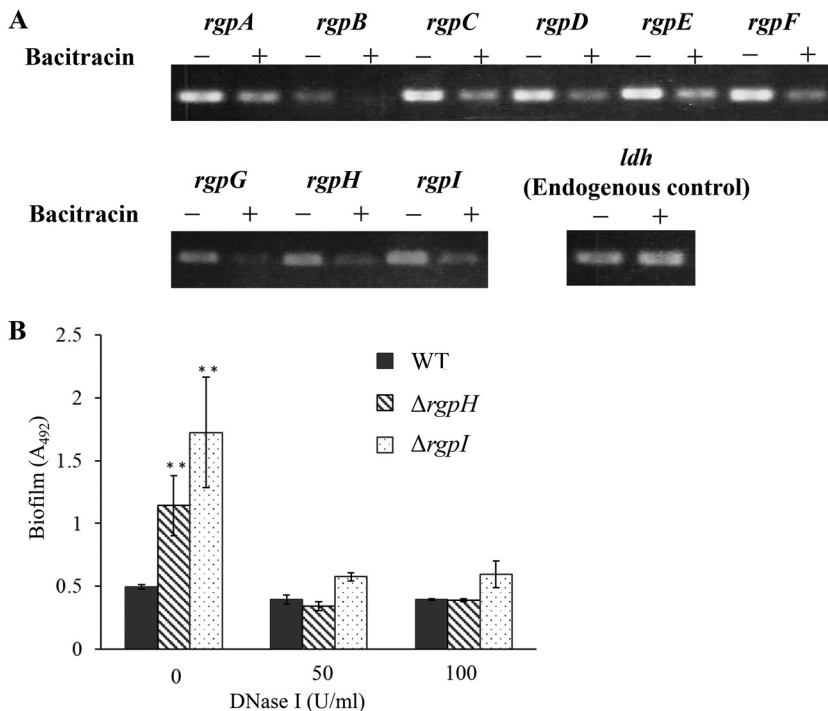 A
rgpA rgpB rgpC rgpD rgpE rgpF
Bacitracin – + – + – + – + – + – +
rgpG rgpH rgpI
ldh
(Endogenous control)
Bacitracin – + – + – + – +
B
2.5
2
1.5
1
0.5
0
Biofilm (A492)
** **
WT
ΔrgpH
ΔrgpI
0 50 100
DNase I (U/ml)